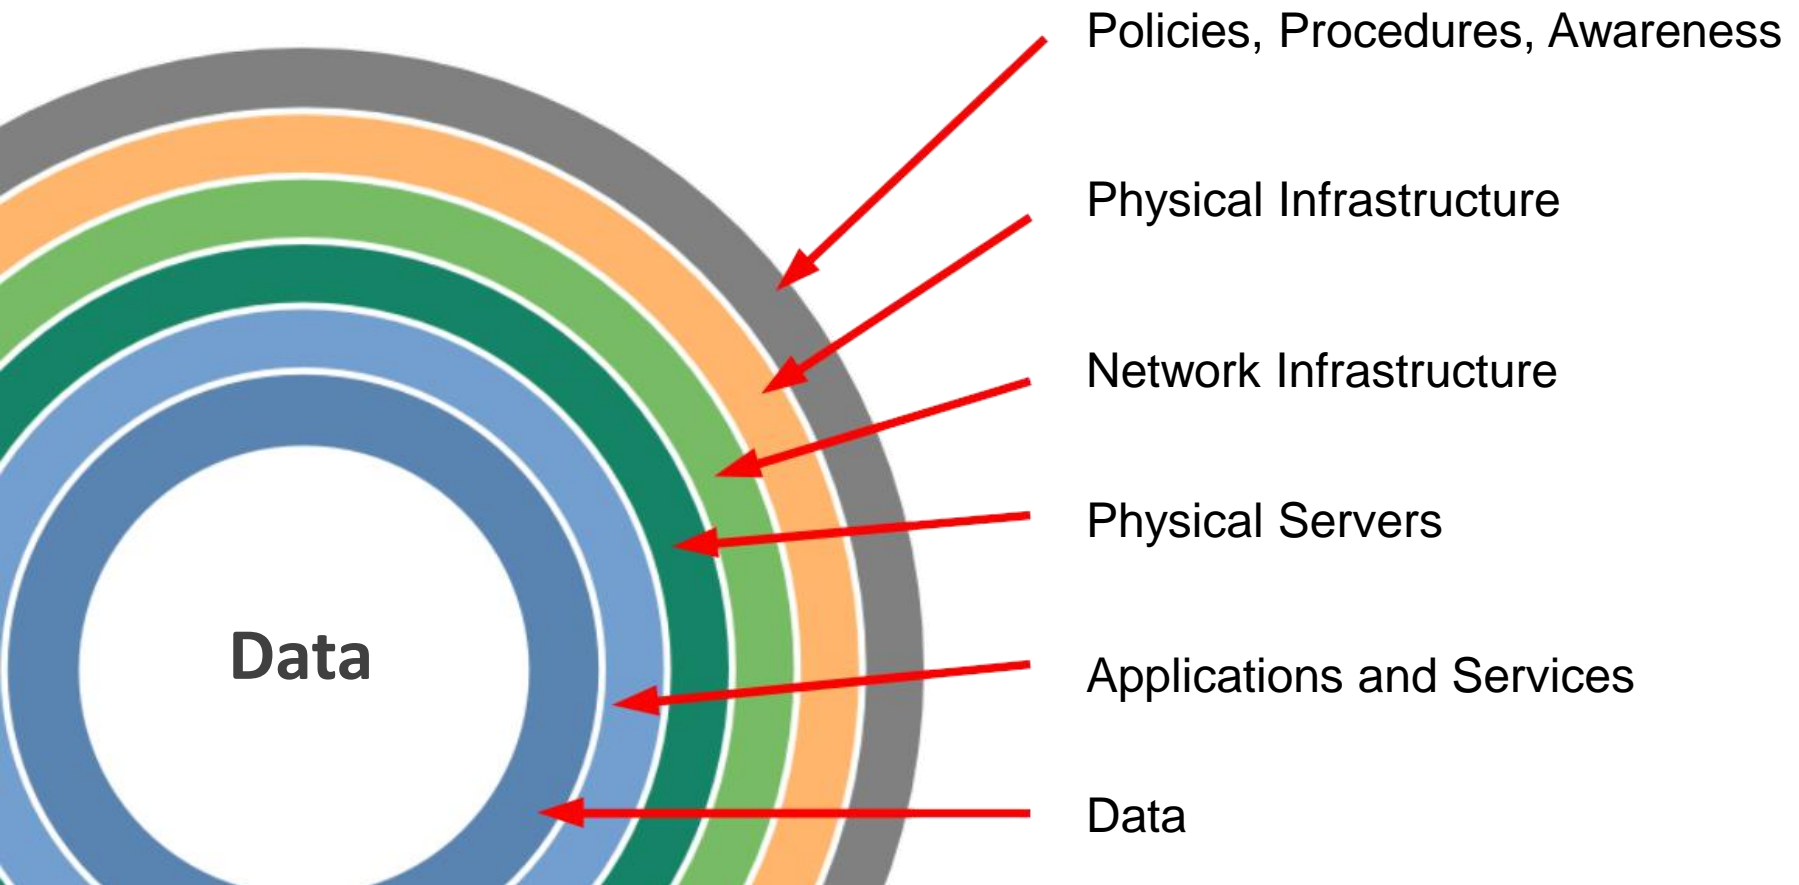 Policies, Procedures, Awareness
Physical Infrastructure
Network Infrastructure
Physical Servers
Data
Applications and Services
Data